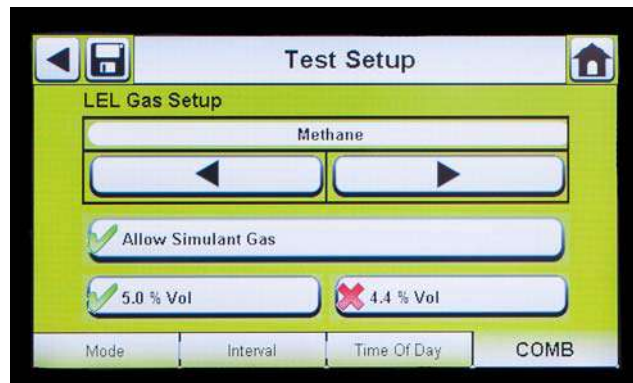 Test Setup
LEL Gas Setup
Methane
Allow Simulant Gas
5.0 % Vol
4.4 % Vol
Mode
Interval
Time Of Day
COMB